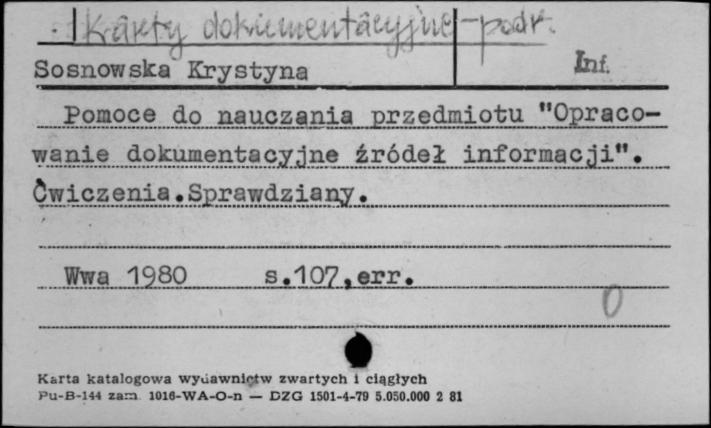 Karty dokumentacyjne - podr.
Sosnowska Krystyna Inf.
Pomoce do nauczania przedmiotu "Opraco-
wanie dokumentacyjne źródeł informacji".
Ćwiczenia.Sprawdziany.
Wwa 1980 s.107,err.
0
Karta katalogowa wydawnictw zwartych i ciągłych
Pu-B-144 zam. 1016-WA-O-n — DZG 1501-4-79 5.050.000 2 81